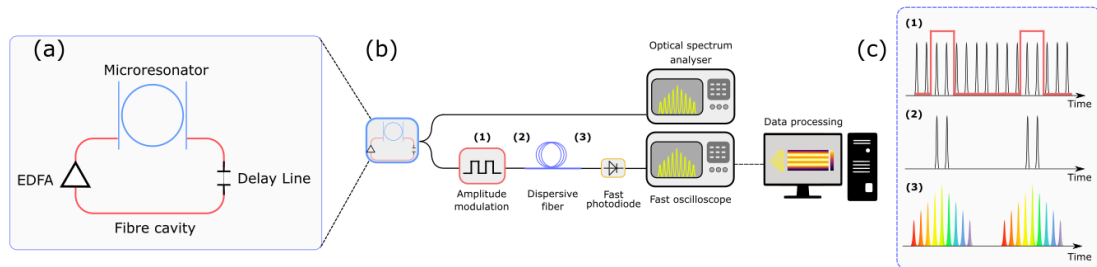 (a)
Microresonator
EDFA
Delay Line
Fibre cavity
(b)
Optical spectrum
analyser
(1)
(2)
(3)
Amplitude
modulation
Dispersive
fiber
Fast
photodiode
Fast oscilloscope
Data processing
(c)
(1)
Time
(2)
Time
(3)
Time